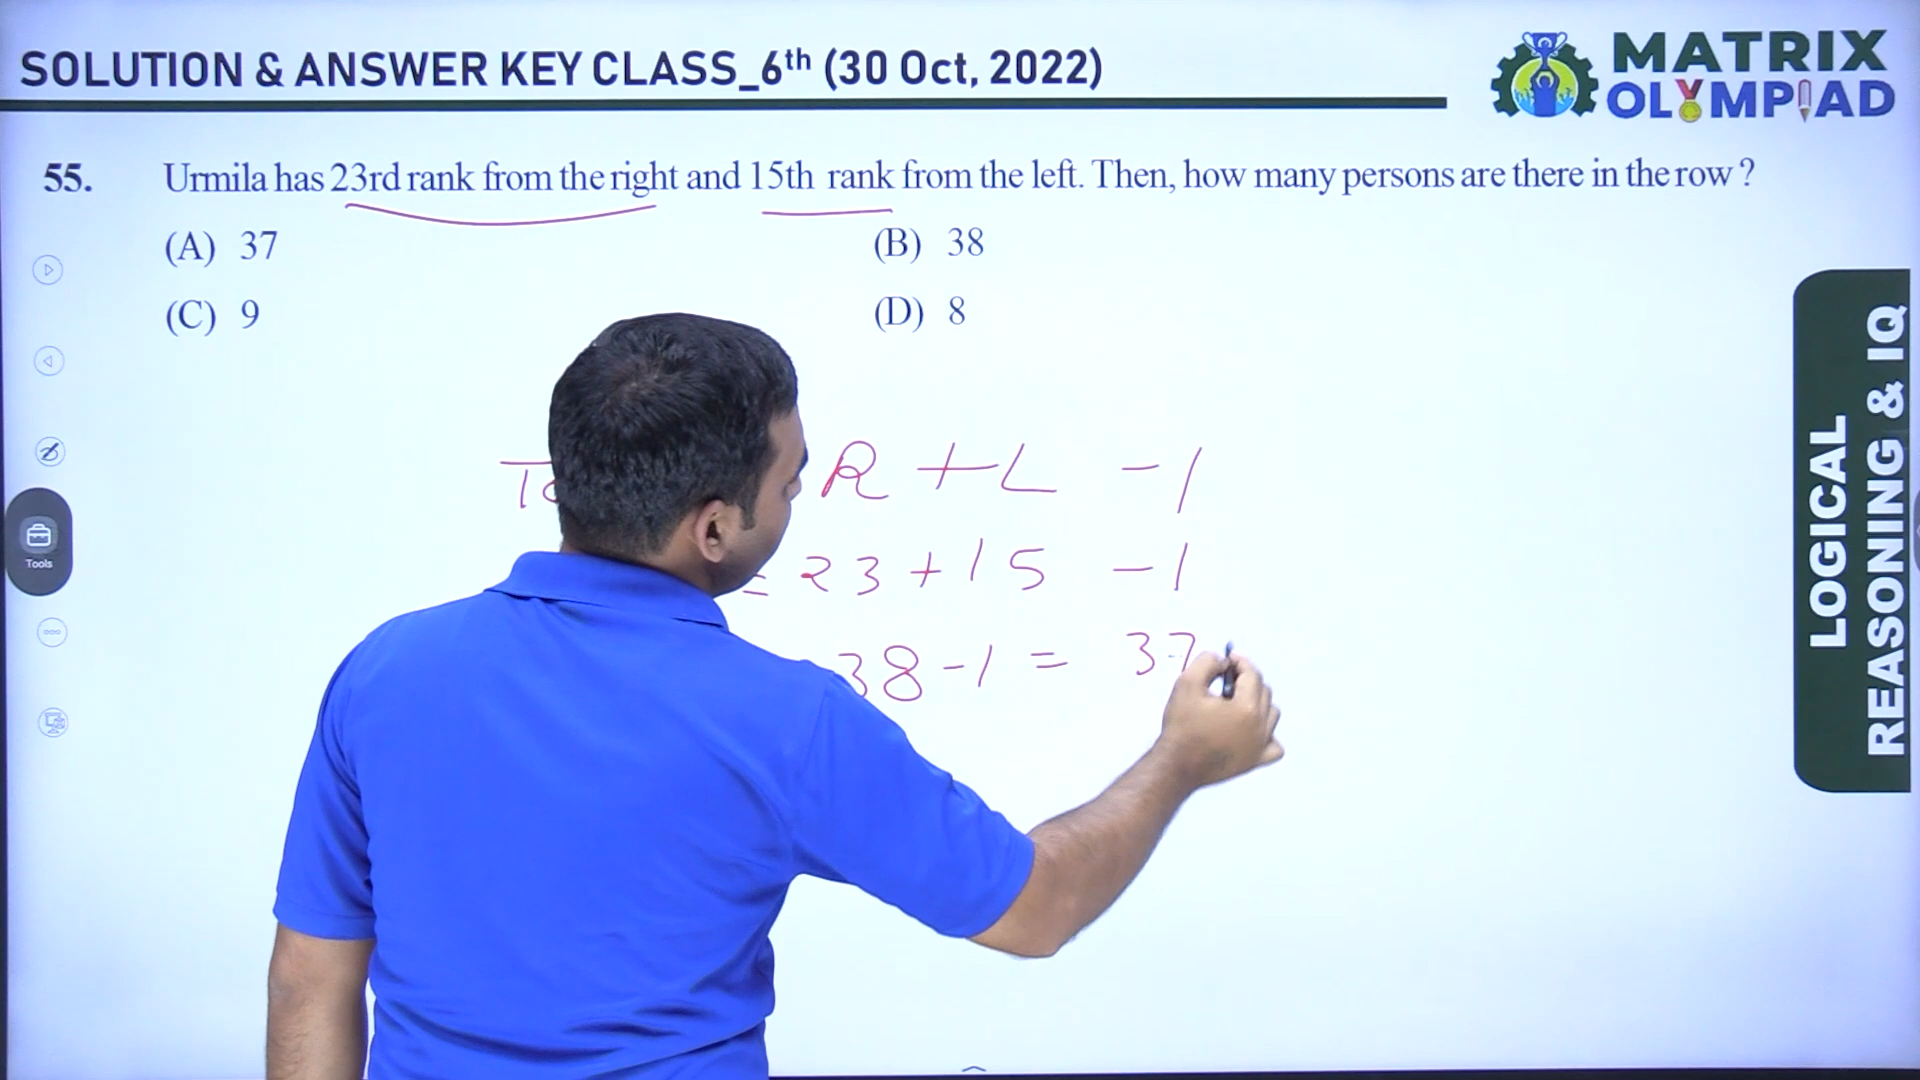 SOLUTION & ANSWER KEY CLASS_6th (30 Oct, 2022)
MATRIX
OLYMPIAD
55. Urmila has 23rd rank from the right and 15th rank from the left. Then, how many persons are there in the row ?
(A) 37 (B) 38
(C) 9 (D) 8
R + L - 1
= 23 + 15 - 1
38 - 1 = 37
Tools
LOGICAL
REASONING & IQ